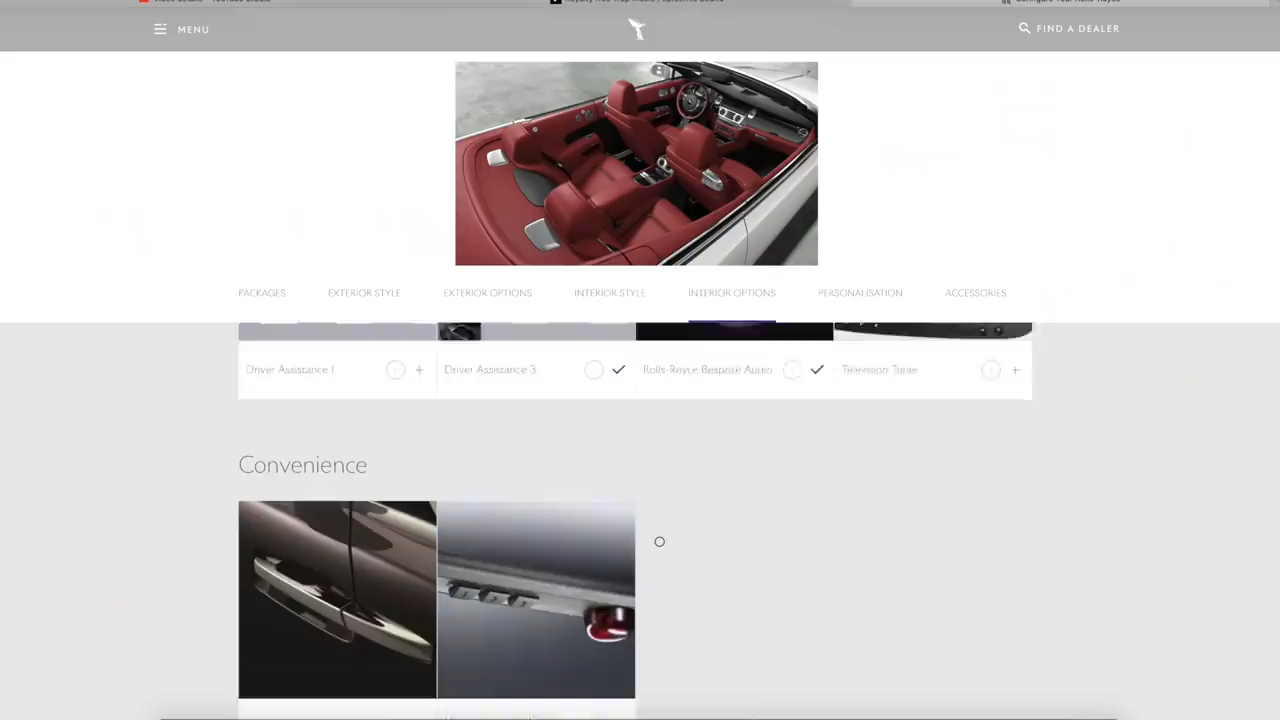 MENU
FIND A DEALER
PACKAGES
EXTERIOR STYLE
EXTERIOR OPTIONS
INTERIOR STYLE
INTERIOR OPTIONS
PERSONALISATION
ACCESSORIES
Driver Assistance 1
Driver Assistance 3
Rolls-Royce Bespoke Audio
Television Tuner
Convenience